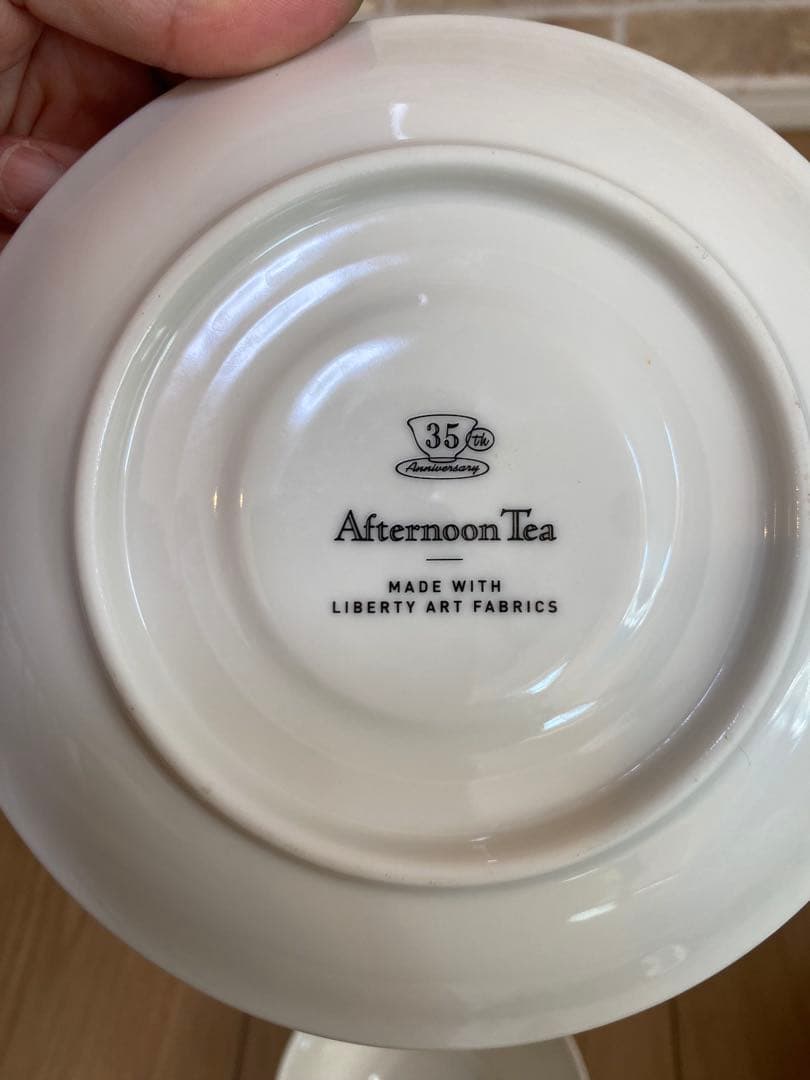 35th
Anniversary
Afternoon Tea
MADE WITH
LIBERTY ART FABRICS